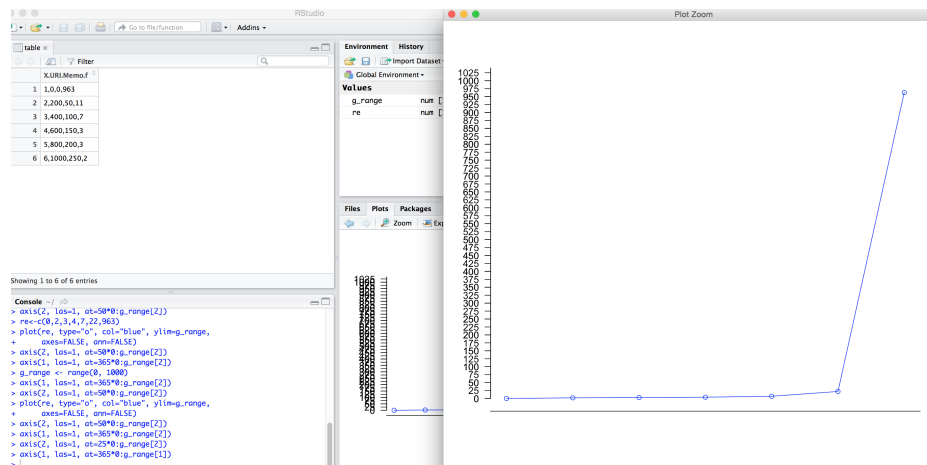 RStudio
Go to file/function
Addins
table
Filter
X.URI.Memo.f
1 1,0,0,963
2 2,200,50,11
3 3,400,100,7
4 4,600,150,3
5 5,800,200,3
6 6,1000,250,2
Showing 1 to 6 of 6 entries
Console ~/
> axis(2, las=1, at=50*0:g_range[2])
> re<-c(0,2,3,4,7,22,963)
> plot(re, type="o", col="blue", ylim=g_range,
+ axes=FALSE, ann=FALSE)
> axis(2, las=1, at=50*0:g_range[2])
> axis(1, las=1, at=365*0:g_range[2])
> g_range <- range(0, 1000)
> axis(1, las=1, at=365*0:g_range[2])
> axis(2, las=1, at=50*0:g_range[2])
> plot(re, type="o", col="blue", ylim=g_range,
+ axes=FALSE, ann=FALSE)
> axis(2, las=1, at=50*0:g_range[2])
> axis(1, las=1, at=365*0:g_range[2])
> axis(2, las=1, at=25*0:g_range[2])
> axis(1, las=1, at=365*0:g_range[1])
>
Environment History
Import Dataset
Global Environment
Values
g_range num [
re num [
Files Plots Packages
Zoom
Plot Zoom
1025
1000
975
950
925
900
875
850
825
800
775
750
725
700
675
650
625
600
575
550
525
500
475
450
425
400
375
350
325
300
275
250
225
200
175
150
125
100
75
50
25
0